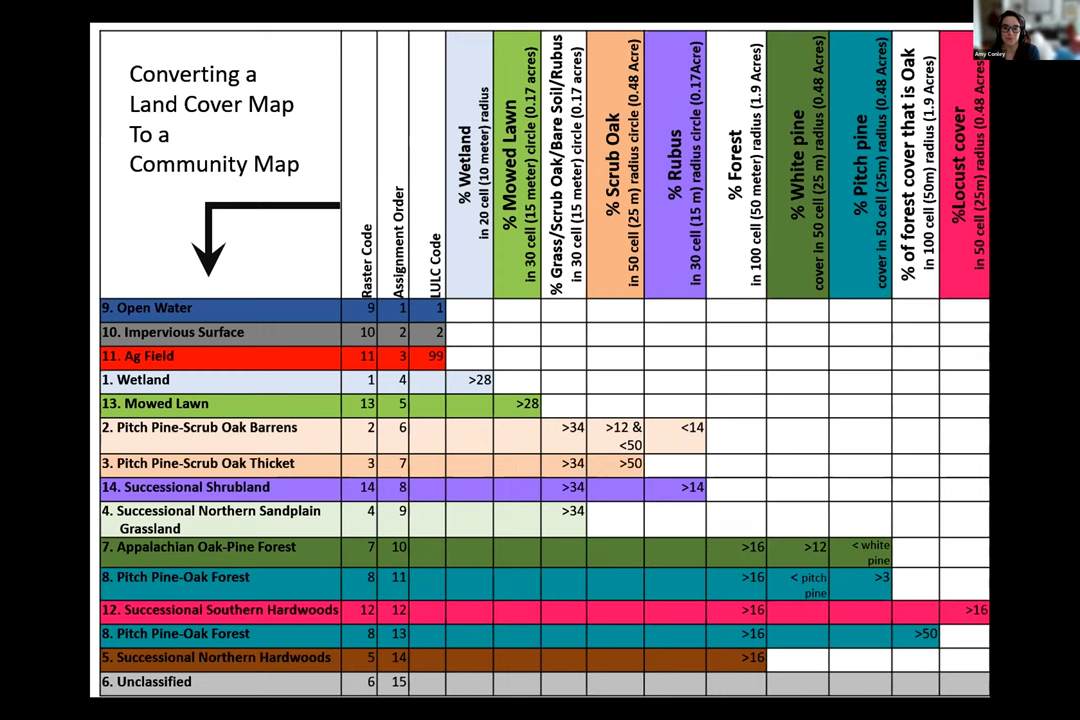 Converting a
Land Cover Map
To a
Community Map
Raster Code
Assignment Order
LULC Code
% Wetland
in 20 cell (10 meter) radius
% Mowed Lawn
in 30 cell (15 meter) circle (0.17 acres)
% Grass/Scrub Oak/Bare Soil/Rubus
in 30 cell (15 meter) circle (0.17 acres)
% Scrub Oak
in 50 cell (25 m) radius circle (0.48 Acre)
% Rubus
in 30 cell (15 m) radius circle (0.17Acre)
% Forest
in 100 cell (50 meter) radius (1.9 Acres)
% White pine
cover in 50 cell (25 m) radius (0.48 Acres)
% Pitch pine
cover in 50 cell (25m) radius (0.48 Acres)
% of forest cover that is Oak
in 100 cell (50m) radius (1.9 Acres)
%Locust cover
in 50 cell (25m) radius (0.48 Acres)
Amy Conley
9. Open Water 9 1 1
10. Impervious Surface 10 2 2
11. Ag Field 11 3 99
1. Wetland 1 4 >28
13. Mowed Lawn 13 5 >28
2. Pitch Pine-Scrub Oak Barrens 2 6 >34 >12 & <14
<50
3. Pitch Pine-Scrub Oak Thicket 3 7 >34 >50
14. Successional Shrubland 14 8 >34 >14
4. Successional Northern Sandplain 4 9 >34
Grassland
7. Appalachian Oak-Pine Forest 7 10 >16 >12 < white
pine
8. Pitch Pine-Oak Forest 8 11 >16 < pitch >3
pine
12. Successional Southern Hardwoods 12 12 >16 >16
8. Pitch Pine-Oak Forest 8 13 >16 >50
5. Successional Northern Hardwoods 5 14 >16
6. Unclassified 6 15